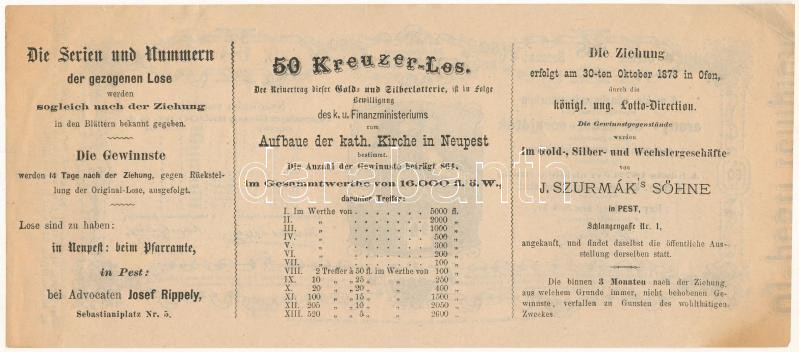 Die Serien und Nummern
der gezogenen Lose
werden
sogleich nach der Ziehung
in den Blättern bekannt gegeben.
Die Gewinnste
werden 14 Tage nach der Ziehung, gegen Rückstel-
lung der Original-Lose, ausgefolgt.
Lose sind zu haben:
in Neupest: beim Pfarramte,
in Pest:
bei Advocaten Josef Rippely,
Sebastianiplatz Nr. 5.
50 Kreuzer-Los.
Der Reinertrag dieser Gold- und Silberlotterie, ist in Folge
Bewilligung
des k. u. Finanzministeriums
zum
Aufbaue der kath. Kirche in Neupest
bestimmt.
Die Anzahl der Gewinnste beträgt 864,
im Gesammtwerthe von 16.000 fl. ö. W.,
darunter Treffer:
I. Im Werthe von 5000 fl.
II. „ 2000 „
III. „ 1000 „
IV. „ 500 „
V. „ 300 „
VI. „ 200 „
VII. „ 100 „
VIII. 2 Treffer à 50 fl. im Werthe von 100 „
IX. 10 „ „ 25 „ 250 „
X. 20 „ „ 20 „ 400 „
XI. 100 „ „ 15 „ 1500 „
XII. 205 „ „ 10 „ 2050 „
XIII. 520 „ „ 5 „ 2600 „
Die Ziehung
erfolgt am 30-ten Oktober 1873 in Ofen,
durch die
königl. ung. Lotto-Direction.
Die Gewinnstgegenstände
werden
im Gold-, Silber- und Wechslergeschäfte
von
J. SZURMÁK's SÖHNE
in PEST,
Schlangengasse Nr. 1,
angekauft, und findet daselbst die öffentliche Aus-
stellung derselben statt.
Die binnen 3 Monaten nach der Ziehung,
aus welchem Grunde immer, nicht behobenen Ge-
winnste, verfallen zu Gunsten des wohlthätigen
Zweckes.
darabanth